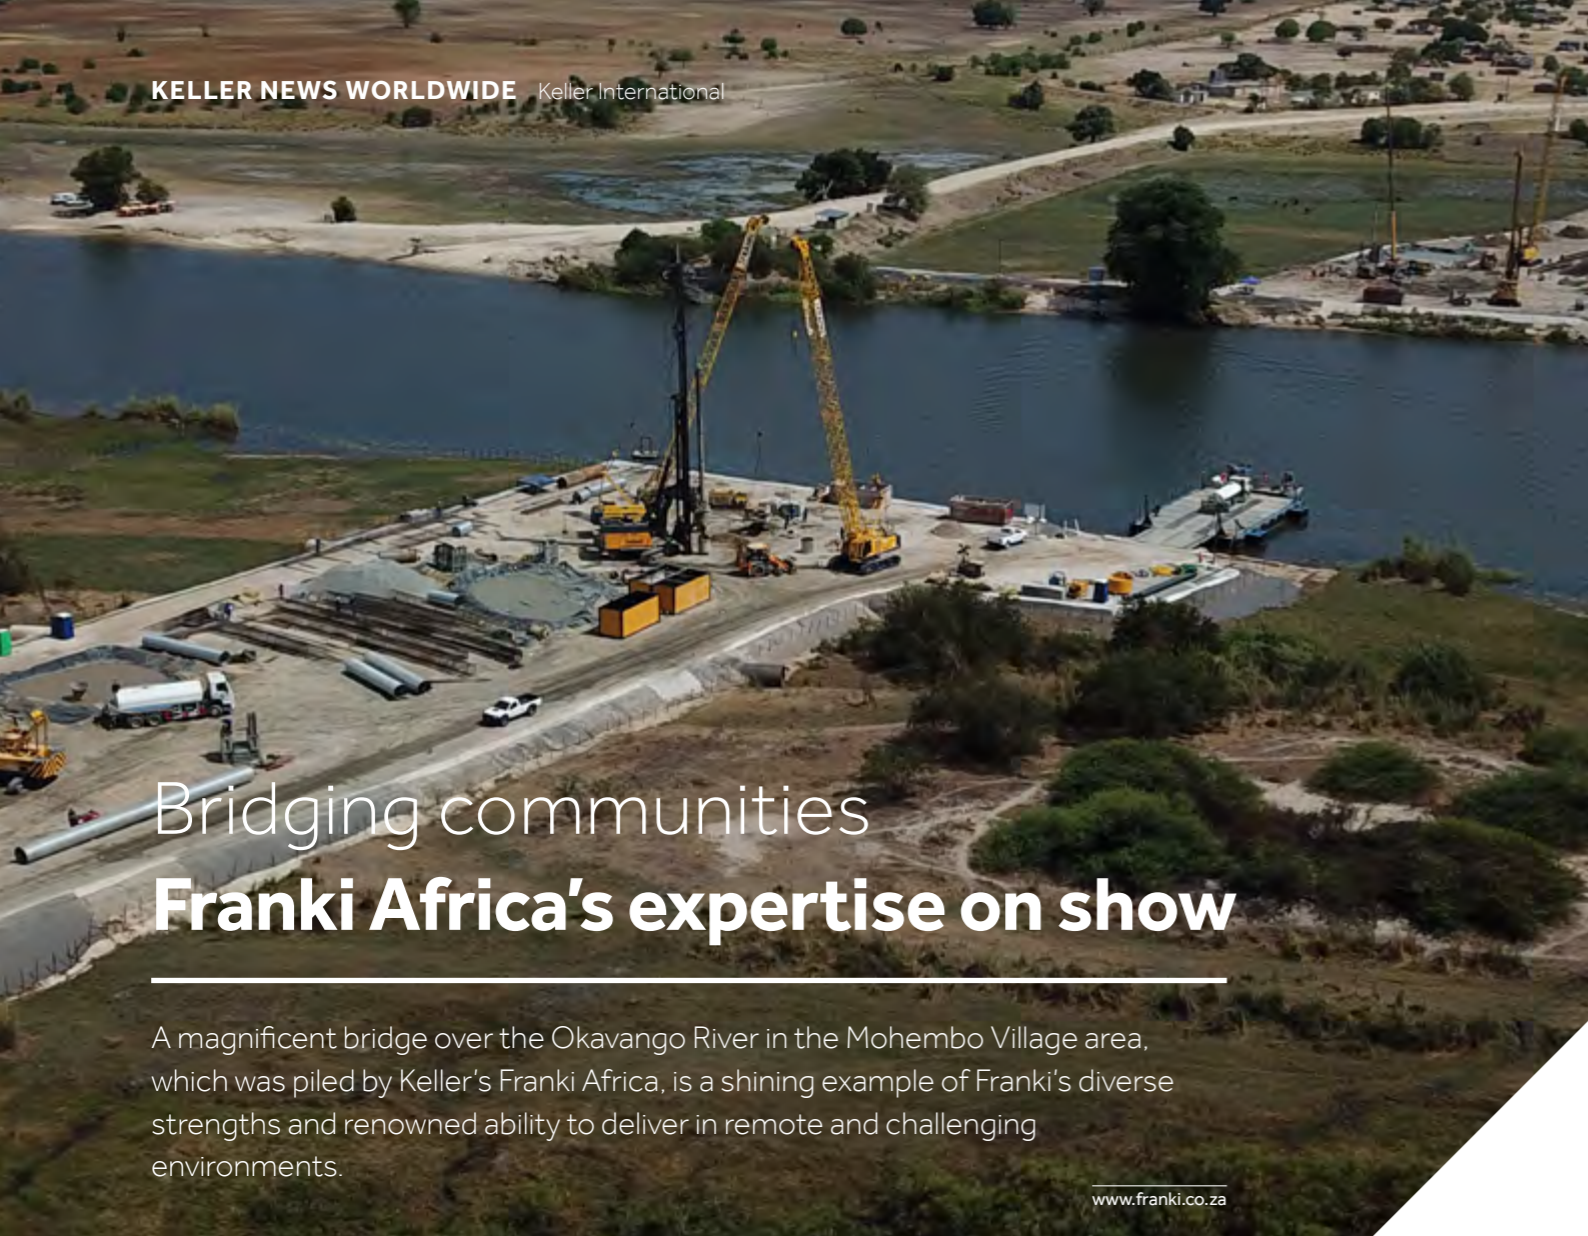 KELLER NEWS WORLDWIDE Keller International
Bridging communities
Franki Africa's expertise on show
A magnificent bridge over the Okavango River in the Mohembo Village area,
which was piled by Keller's Franki Africa, is a shining example of Franki's diverse
strengths and renowned ability to deliver in remote and challenging
environments.
www.franki.co.za